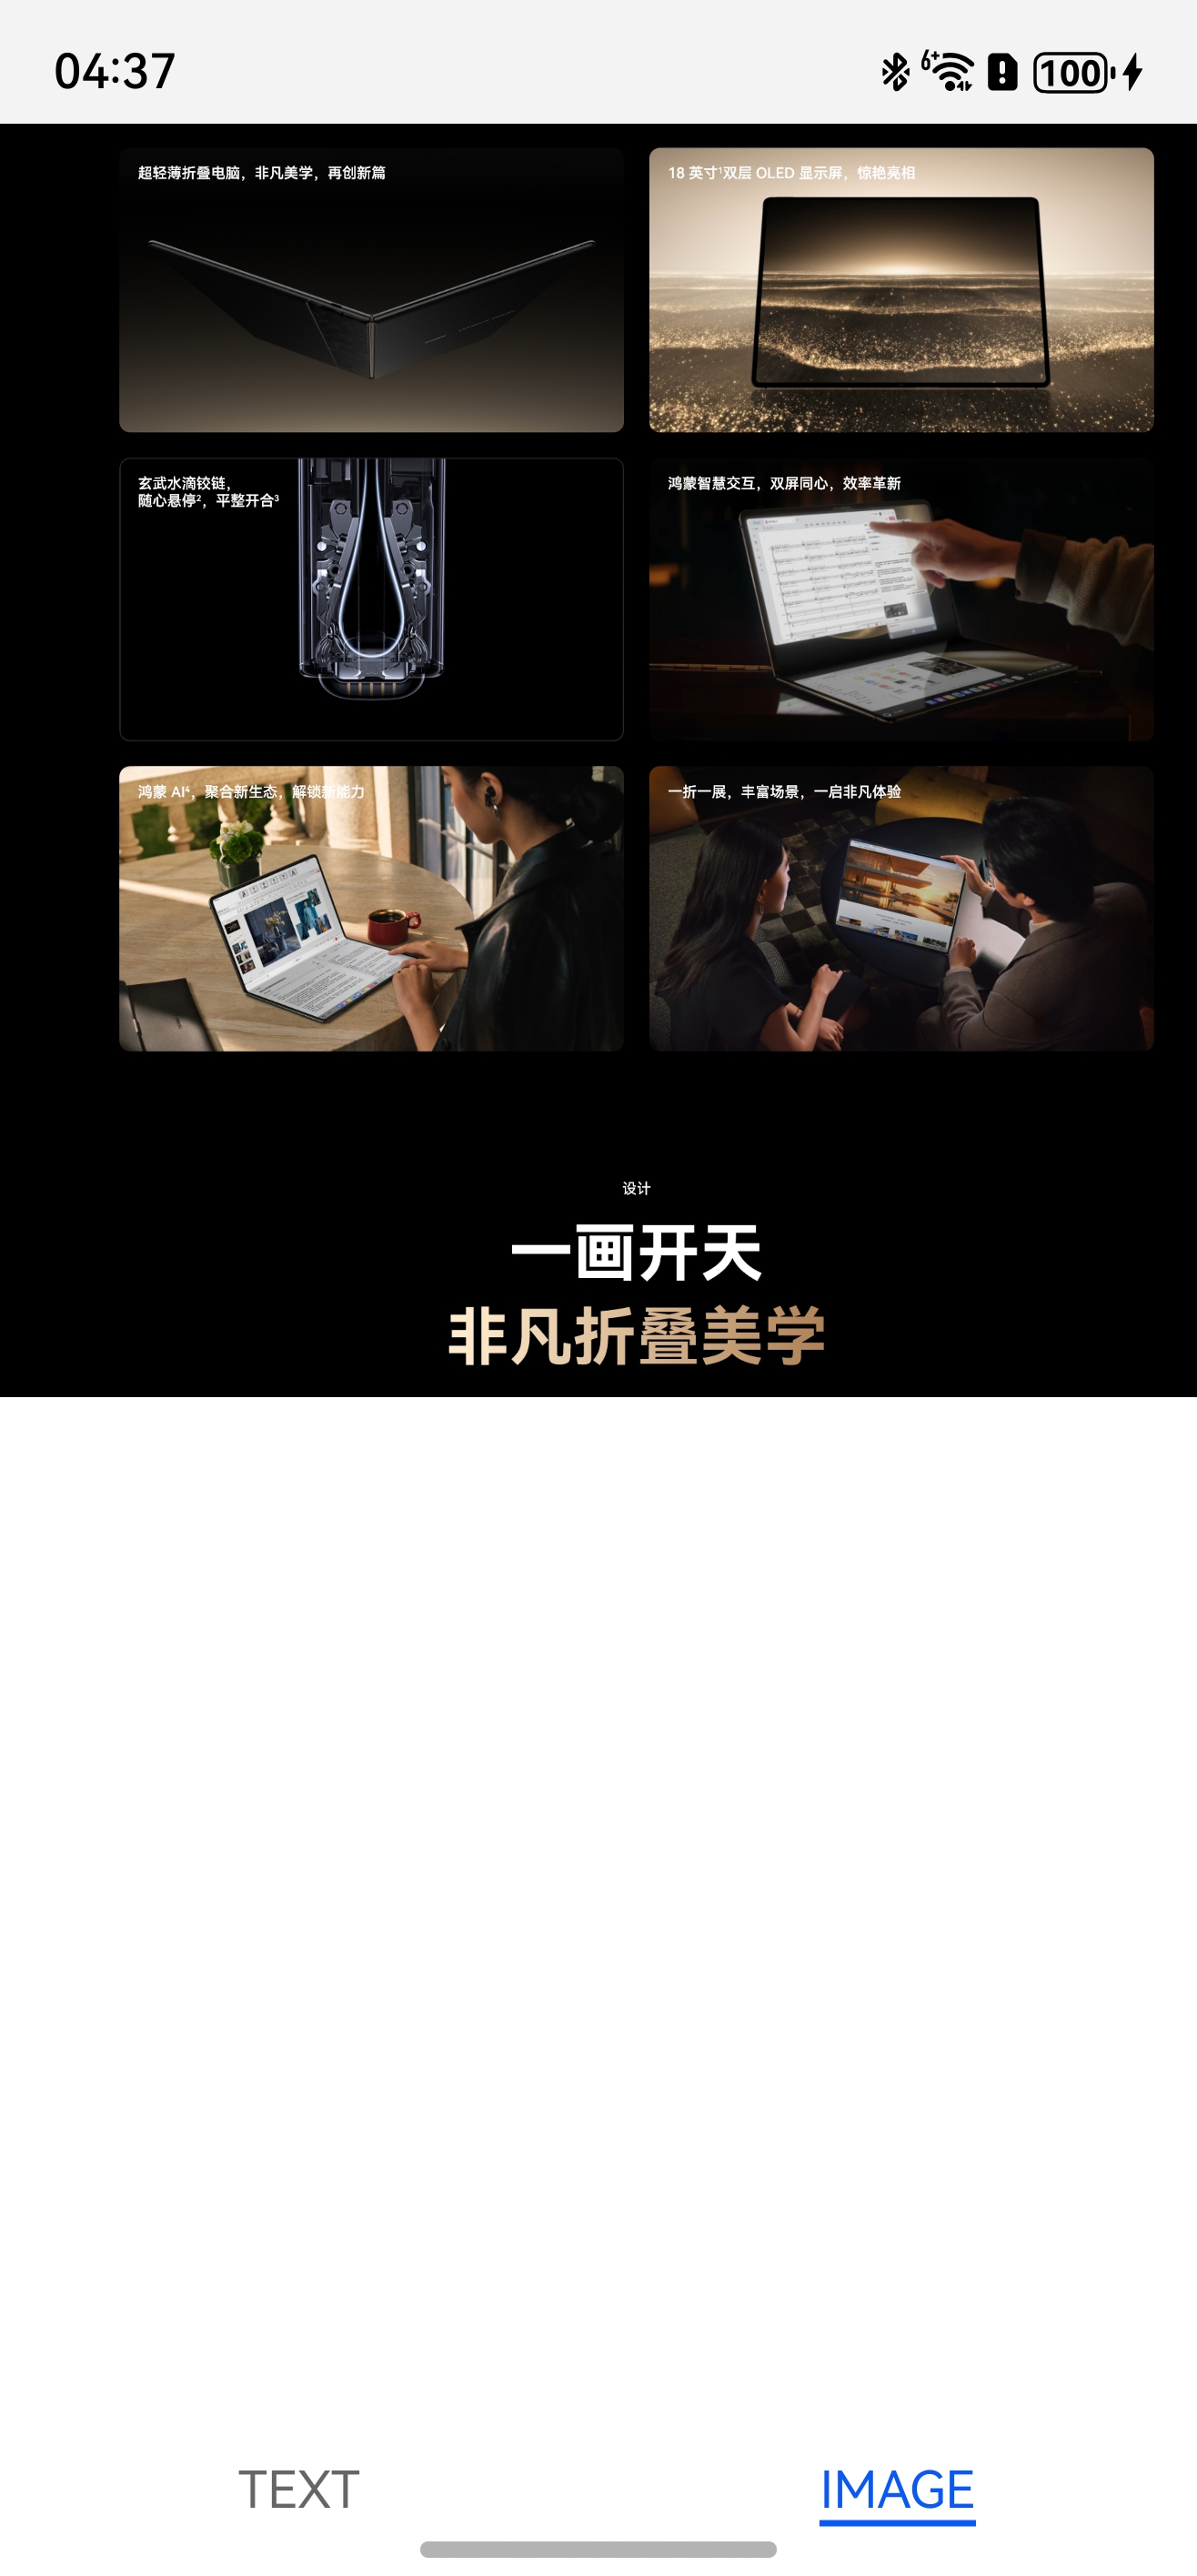 04:37
100
超轻薄折叠电脑，非凡美学，再创新篇
18 英寸¹双层 OLED 显示屏，惊艳亮相
玄武水滴铰链，
随心悬停²，平整开合³
鸿蒙智慧交互，双屏同心，效率革新
鸿蒙 AI⁴，聚合新生态，解锁新能力
一折一展，丰富场景，一启非凡体验
设计
一画开天
非凡折叠美学
TEXT
IMAGE